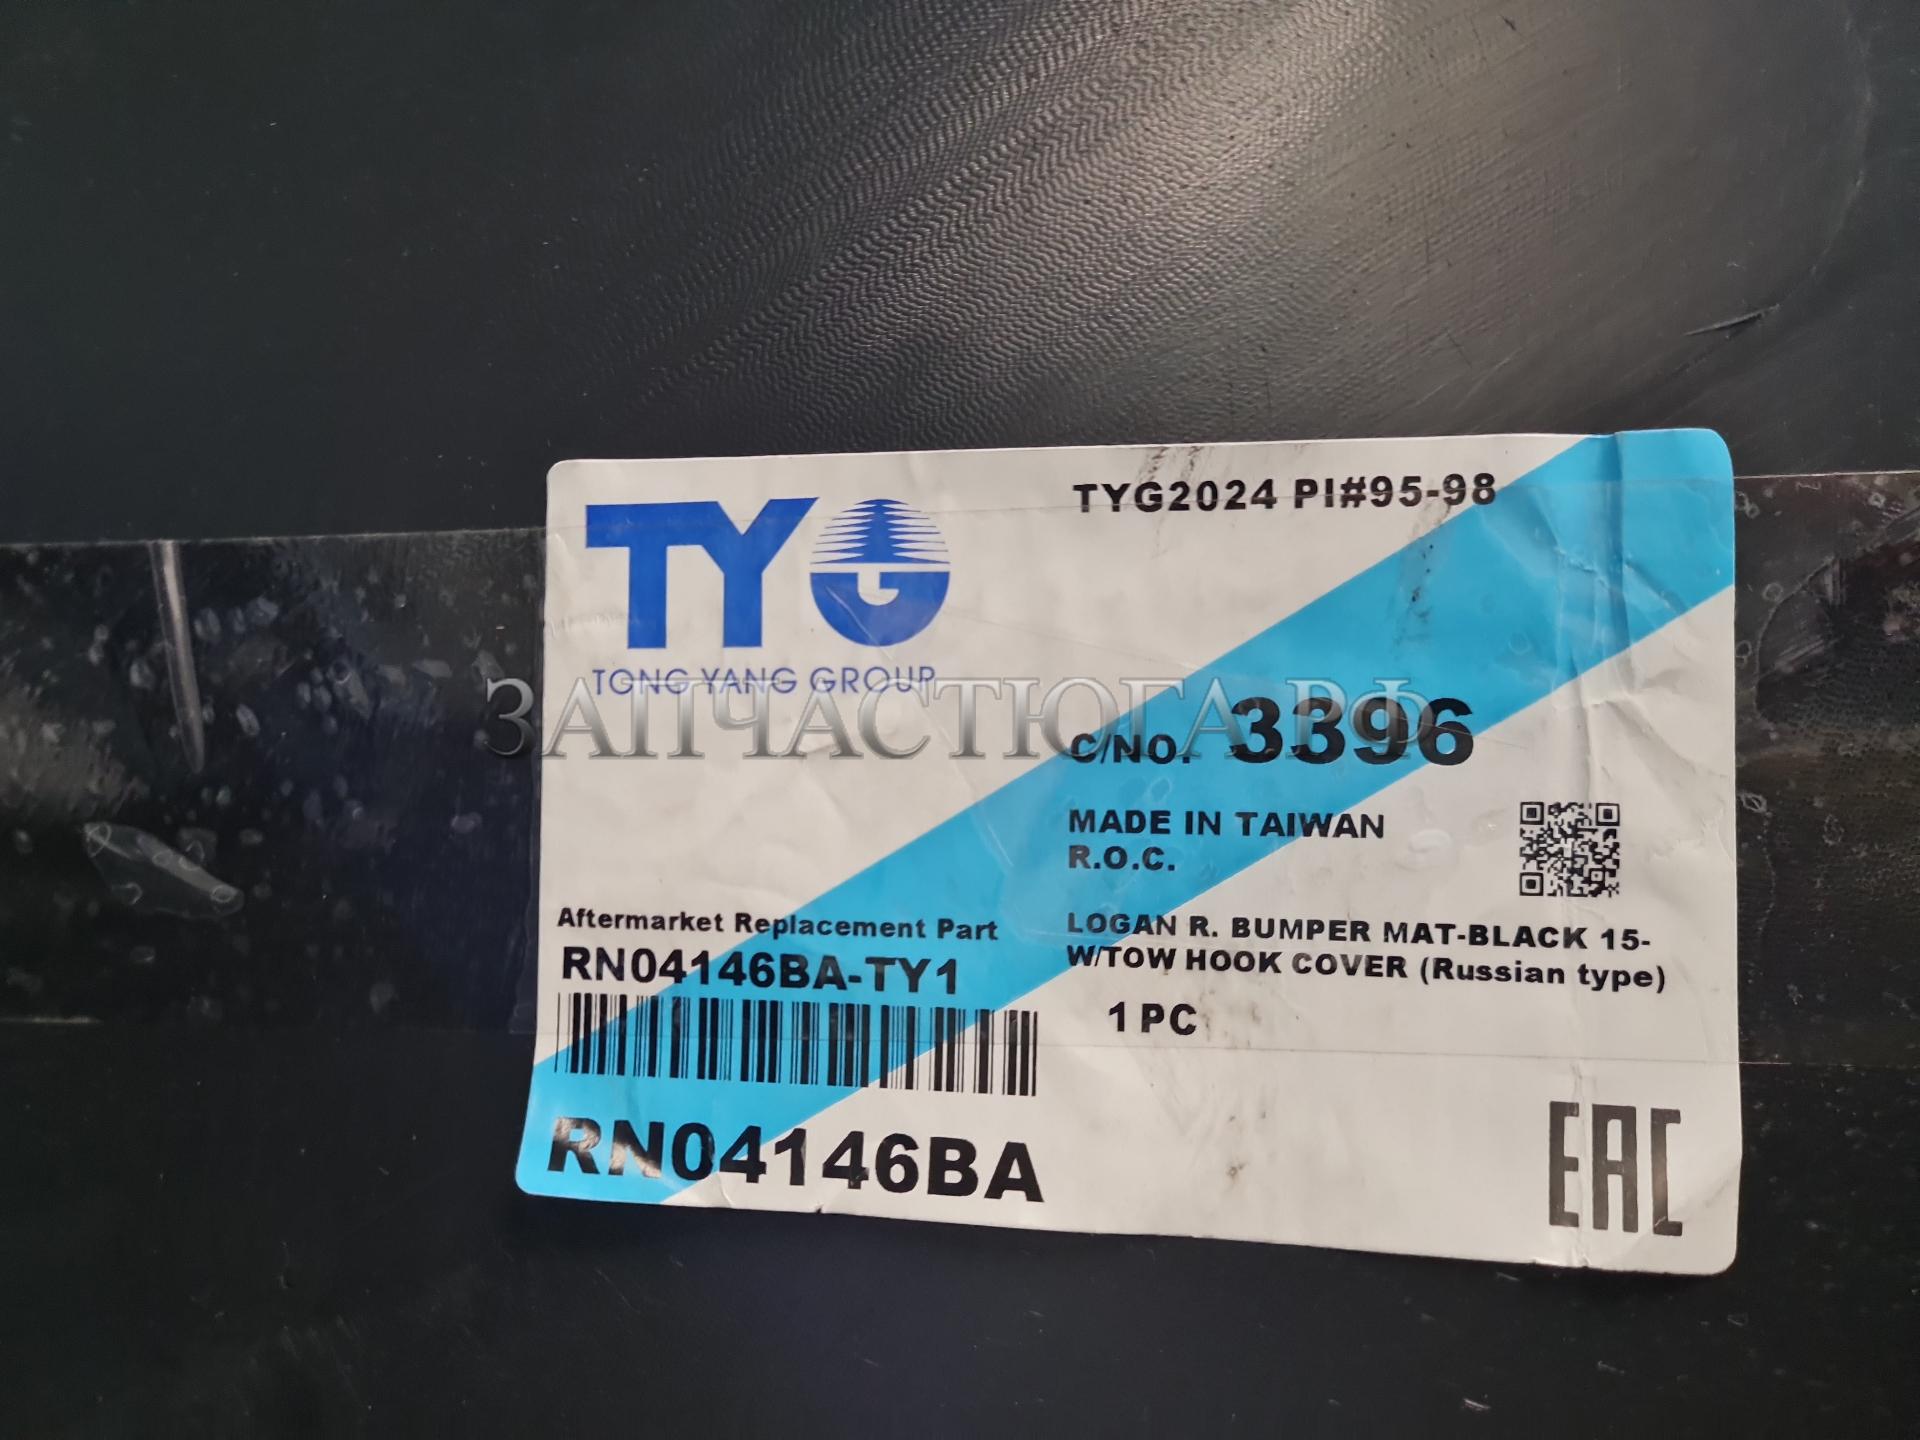 TYG
TONG YANG GROUP
TYG2024 PI#95-98
ЗАПЧАСТЮГА.РФ
C/NO. 3396
MADE IN TAIWAN
R.O.C.
Aftermarket Replacement Part
RN04146BA-TY1
LOGAN R. BUMPER MAT-BLACK 15-
W/TOW HOOK COVER (Russian type)
1 PC
RN04146BA
EAC